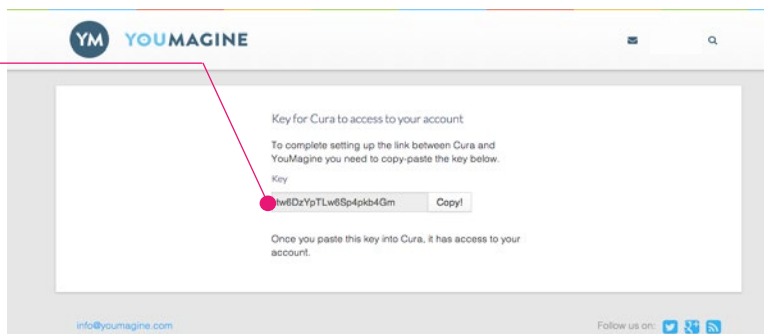 YM YOUMAGINE
Key for Cura to access to your account
To complete setting up the link between Cura and
YouMagine you need to copy-paste the key below.
Key
Copy!
Once you paste this key into Cura, it has access to your
account.
info@youmagine.com
Follow us on: